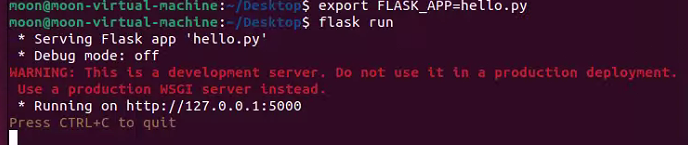 moon@moon-virtual-machine:~/Desktop$ export FLASK_APP=hello.py
moon@moon-virtual-machine:~/Desktop$ flask run
 * Serving Flask app 'hello.py'
 * Debug mode: off
WARNING: This is a development server. Do not use it in a production deployment.
 Use a production WSGI server instead.
 * Running on http://127.0.0.1:5000
Press CTRL+C to quit